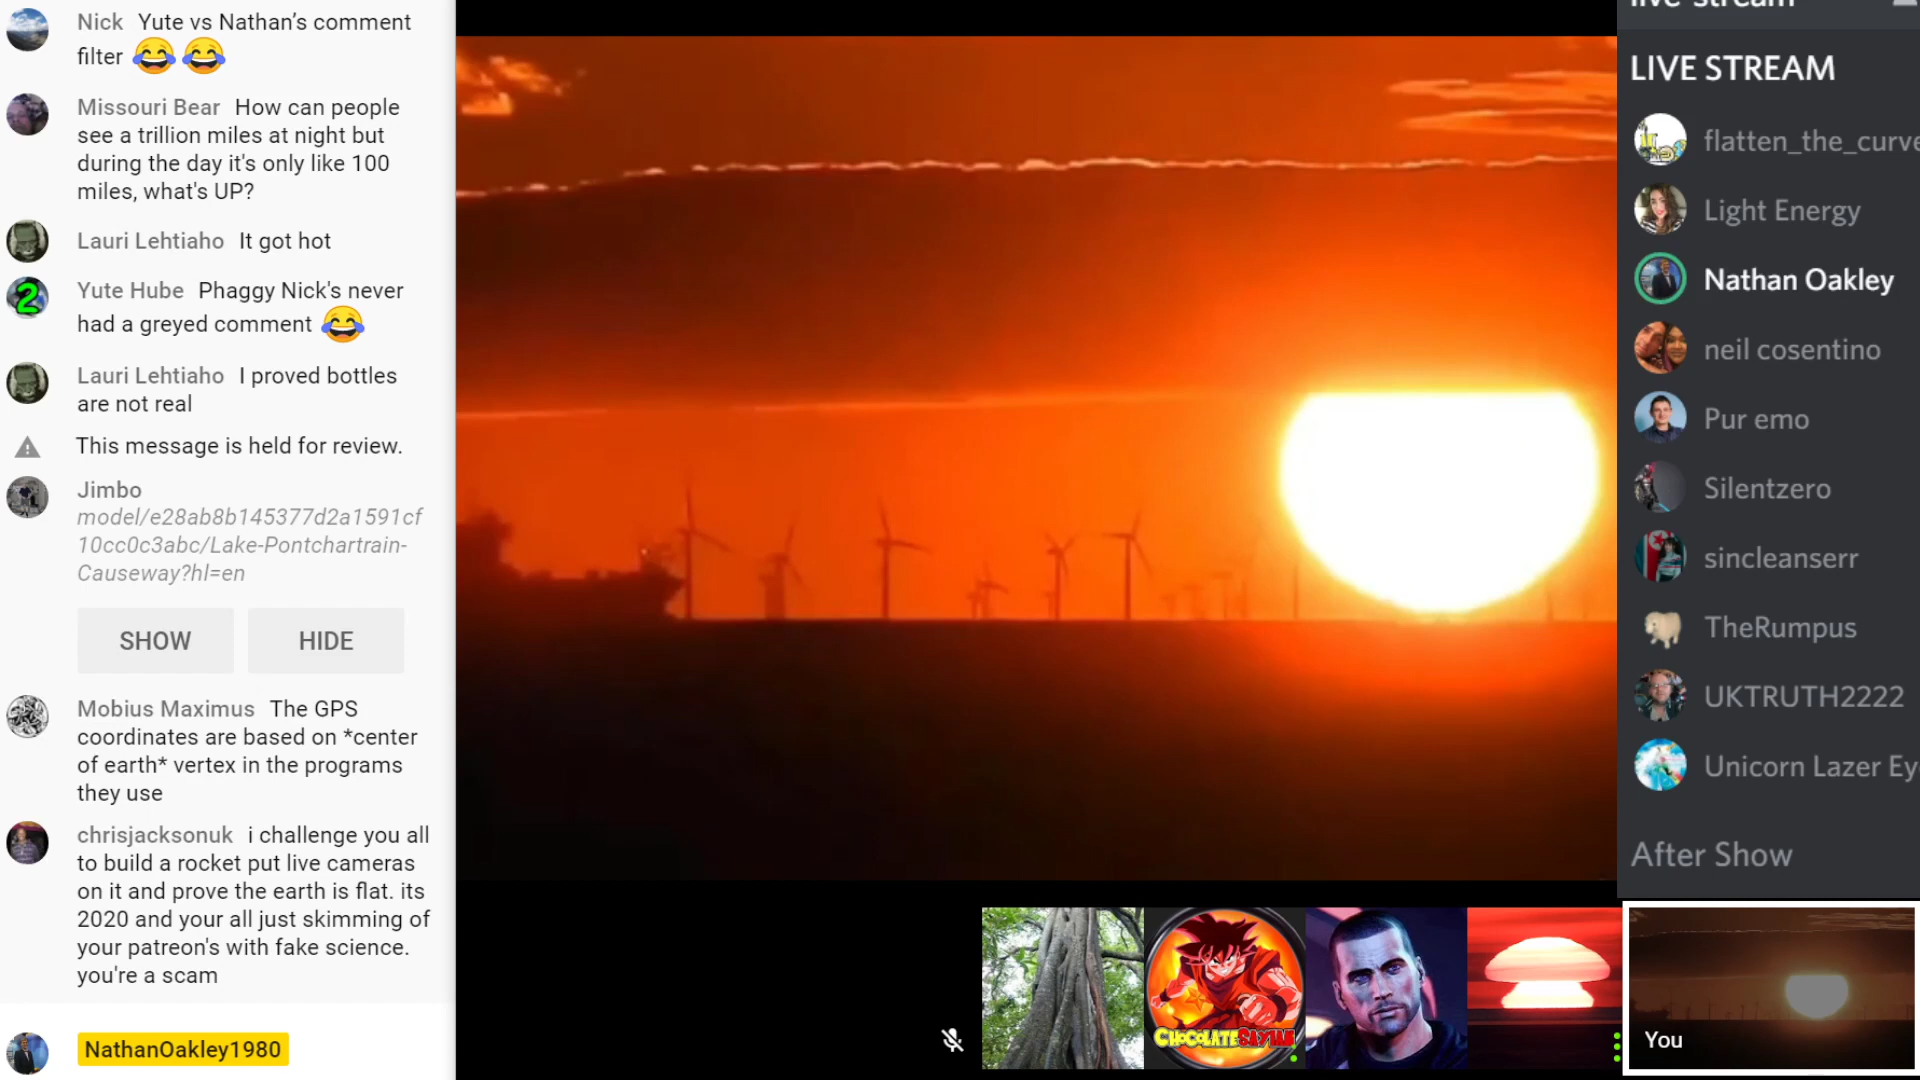 Nick Yute vs Nathan’s comment
filter 😂 😂
Missouri Bear How can people
see a trillion miles at night but
during the day it's only like 100
miles, what's UP?
Lauri Lehtiaho It got hot
Yute Hube Phaggy Nick's never
had a greyed comment 😂
Lauri Lehtiaho I proved bottles
are not real
This message is held for review.
Jimbo
model/e28ab8b145377d2a1591cf
10cc0c3abc/Lake-Pontchartrain-
Causeway?hl=en
SHOW HIDE
Mobius Maximus The GPS
coordinates are based on *center
of earth* vertex in the programs
they use
chrisjacksonuk i challenge you all
to build a rocket put live cameras
on it and prove the earth is flat. its
2020 and your all just skimming of
your patreon's with fake science.
you're a scam
NathanOakley1980
2
CHOCOLATE SAYIAN
You
live-stream
LIVE STREAM
flatten_the_curve
Light Energy
Nathan Oakley
neil cosentino
Pur emo
Silentzero
sincleanserr
TheRumpus
UKTRUTH2222
Unicorn Lazer Ey
After Show